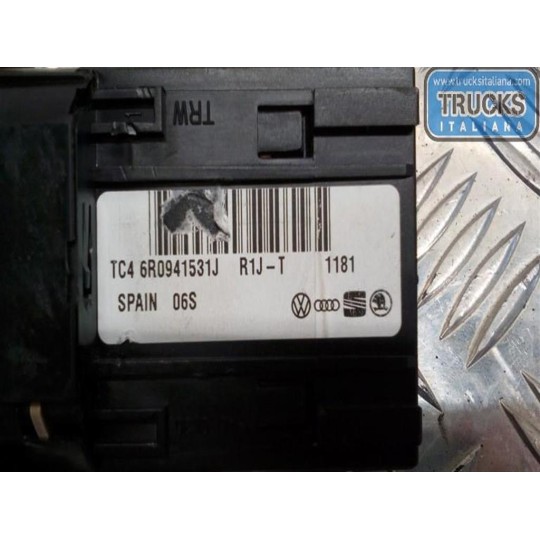 www.trucksitaliana.com
TRUCKS
ITALIANA
TRW
TC4 6R0941531J R1J-T 1181
SPAIN 06S